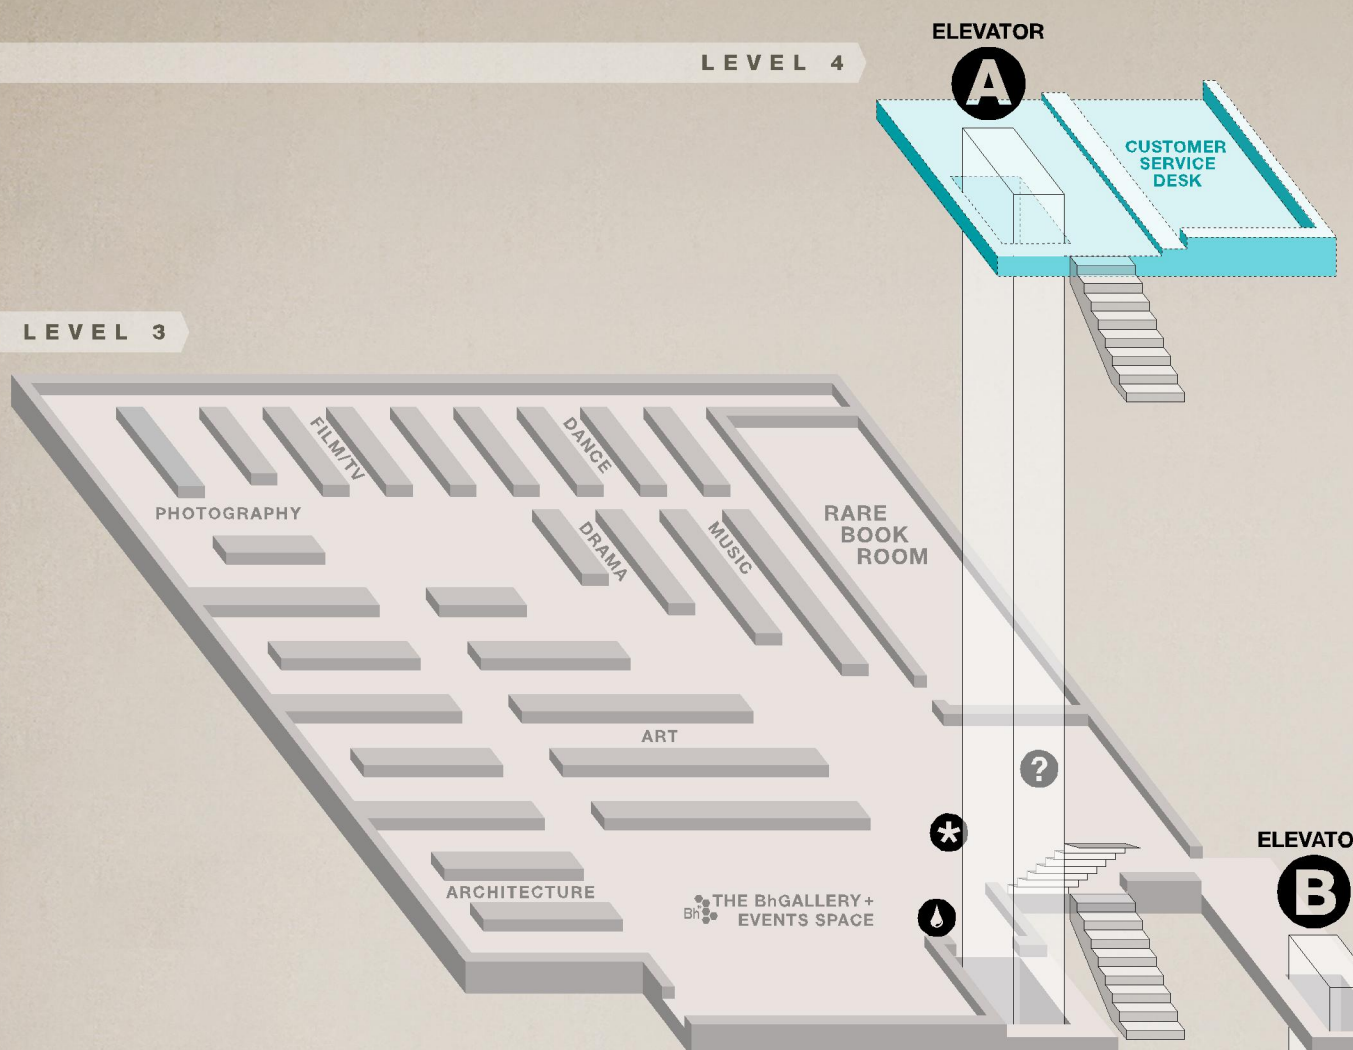 ELEVATOR
A
LEVEL 4
CUSTOMER
SERVICE
DESK
LEVEL 3
FILM/TV
DANCE
PHOTOGRAPHY
DRAMA
MUSIC
RARE
BOOK
ROOM
ART
?
*
ELEVATO
B
ARCHITECTURE
Bh
THE BhGALLERY+
EVENTS SPACE